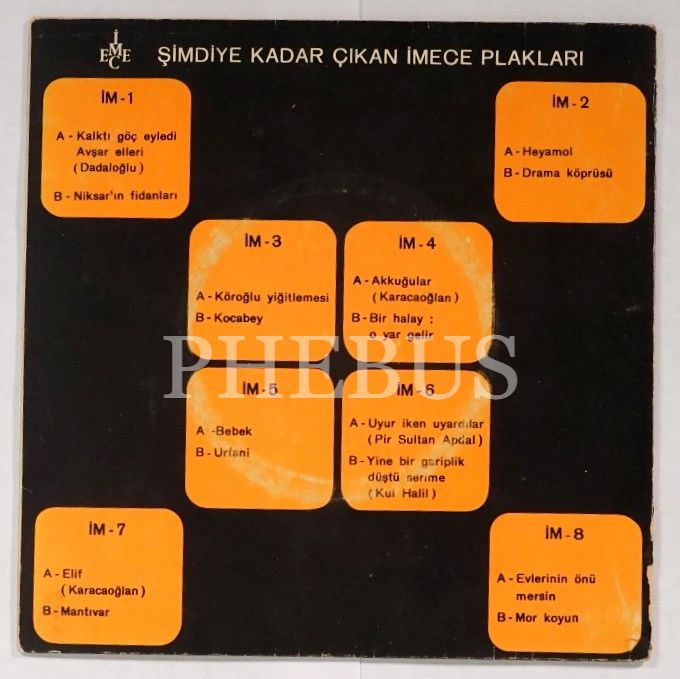 İMECE
ŞİMDİYE KADAR ÇIKAN İMECE PLAKLARI
İM-1
A - Kalktı göç eyledi
Avşar elleri
(Dadaloğlu)
B - Niksar'ın fidanları
İM-2
A - Heyamol
B - Drama köprüsü
İM-3
A - Köroğlu yiğitlemesi
B - Kocabey
İM-4
A - Akkuğular
(Karacaoğlan)
B - Bir halay :
o yar gelir
PHEBUS
İM-5
A -Bebek
B - Urfani
İM-6
A - Uyur iken uyardılar
(Pir Sultan Apdal)
B - Yine bir gariplik
düştü serime
(Kul Halil)
İM-7
A - Elif
(Karacaoğlan)
B - Mantıvar
İM-8
A - Evlerinin önü
mersin
B - Mor koyun